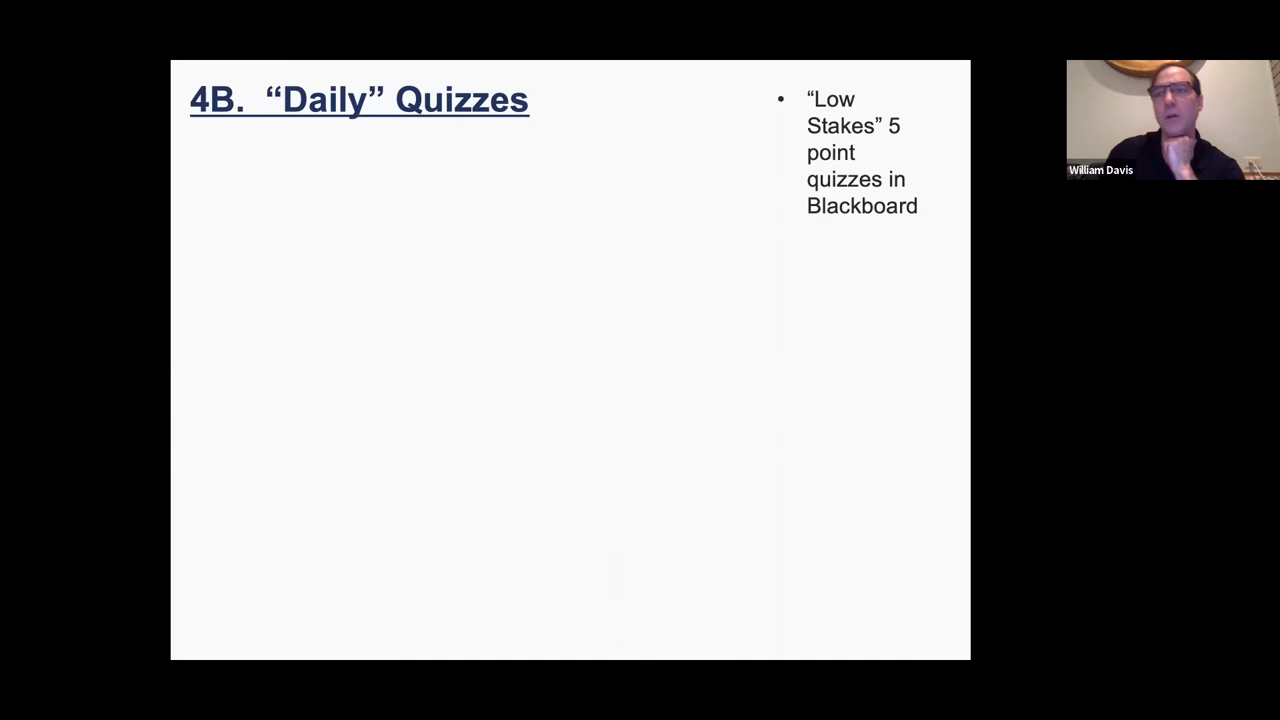 4B.  “Daily” Quizzes
• “Low
Stakes” 5
point
quizzes in
Blackboard
William Davis